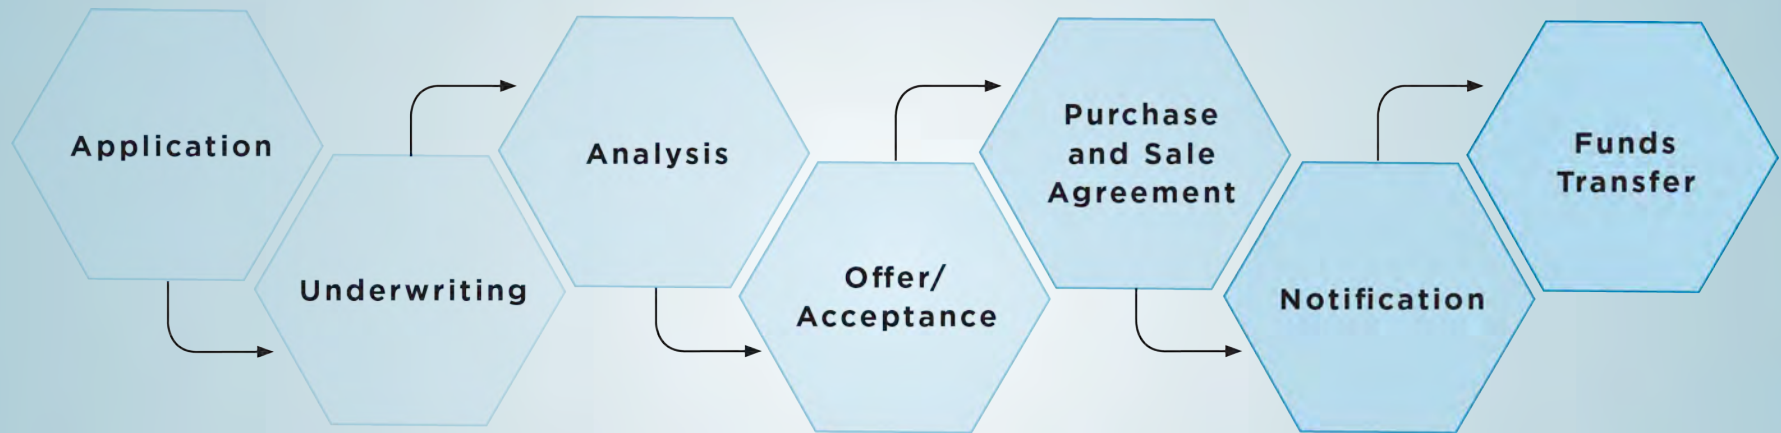 Application
Underwriting
Analysis
Offer/
Acceptance
Purchase
and Sale
Agreement
Notification
Funds
Transfer